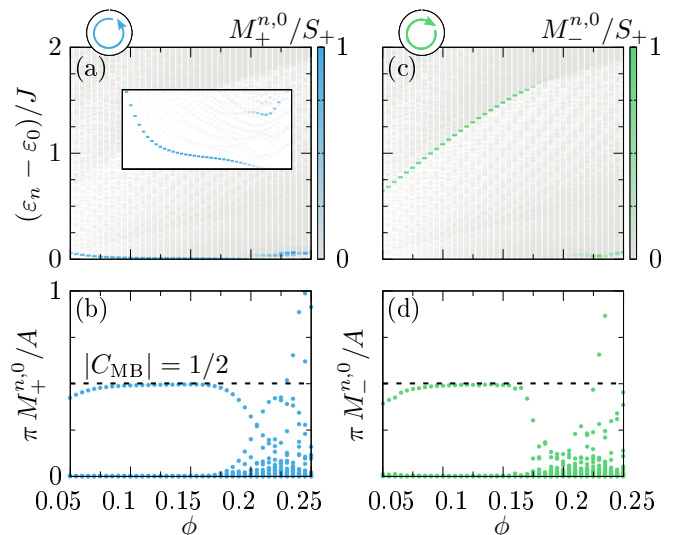 M_+^{n,0}/S_+
M_-^{n,0}/S_+
(a)
(c)
2
1
0
1
0
1
0
(ε_n − ε_0)/J
(b)
(d)
1
0.5
0
|C_MB| = 1/2
π M_+^{n,0}/A
π M_-^{n,0}/A
0.05 0.1 0.15 0.2 0.25
0.05 0.1 0.15 0.2 0.25
ϕ
ϕ